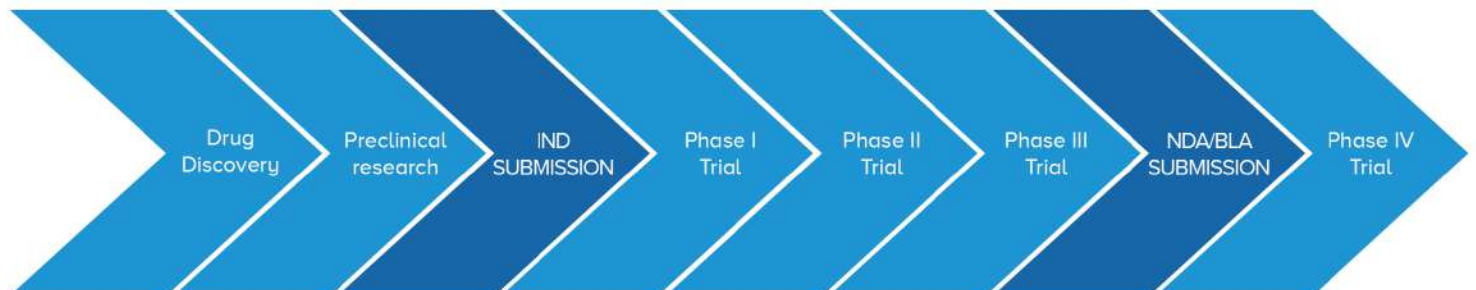 Drug
Discovery
Preclinical
research
IND
SUBMISSION
Phase I
Trial
Phase II
Trial
Phase III
Trial
NDA/BLA
SUBMISSION
Phase IV
Trial